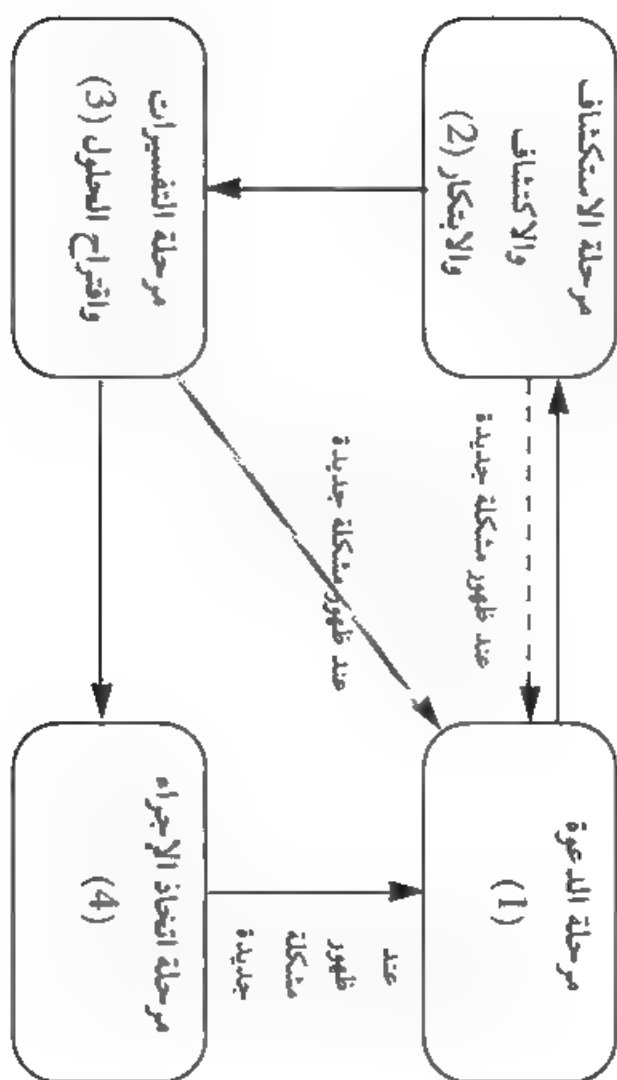 مرحلة الدعوة
(1)
مرحلة الاستكشاف
والاكتشاف
والابتكار (2)
عند ظهور مشكلة جديدة
عند ظهور مشكلة جديدة
عند
ظهور
مشكلة
جديدة
مرحلة اتخاذ الإجراء
(4)
مرحلة التفسيرات
واقتراح الحلول (3)